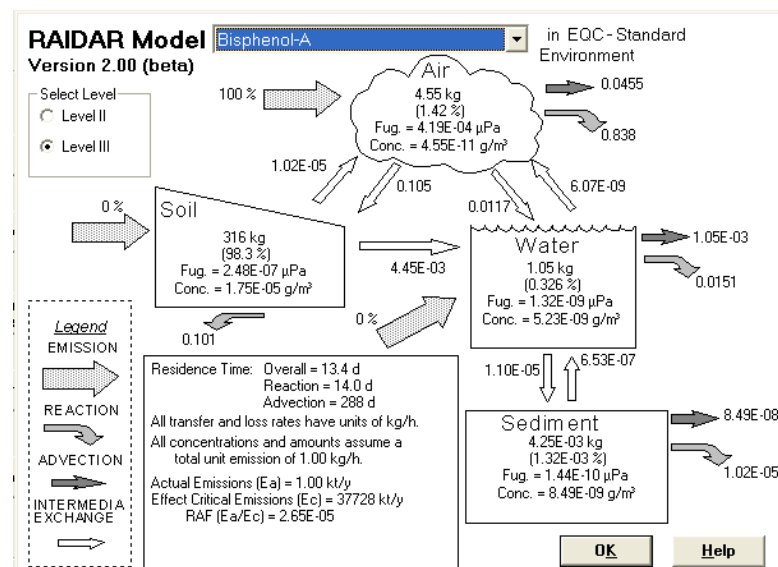 RAIDAR Model
Bisphenol-A
in EQC-Standard
Environment
Version 2.00 (beta)
Select Level
Level II
Level III
100 %
Air
4.55 kg
(1.42 %)
Fug. = 4.19E-04 µPa
Conc. = 4.55E-11 g/m³
0.0455
0.838
1.02E-05
0.105
0.0117
6.07E-09
0 %
Soil
316 kg
(98.3 %)
Fug. = 2.48E-07 µPa
Conc. = 1.75E-05 g/m³
4.45E-03
0.101
Water
1.05 kg
(0.326 %)
Fug. = 1.32E-09 µPa
Conc. = 5.23E-09 g/m³
1.05E-03
0.0151
0 %
1.10E-05
6.53E-07
Sediment
4.25E-03 kg
(1.32E-03 %)
Fug. = 1.44E-10 µPa
Conc. = 8.49E-09 g/m³
8.49E-08
1.02E-05
Legend
EMISSION
REACTION
ADVECTION
INTERMEDIA
EXCHANGE
Residence Time: Overall = 13.4 d
Reaction = 14.0 d
Advection = 288 d
All transfer and loss rates have units of kg/h.
All concentrations and amounts assume a
total unit emission of 1.00 kg/h.
Actual Emissions (Ea) = 1.00 kt/y
Effect Critical Emissions (Ec) = 37728 kt/y
RAF (Ea/Ec) = 2.65E-05
OK
Help